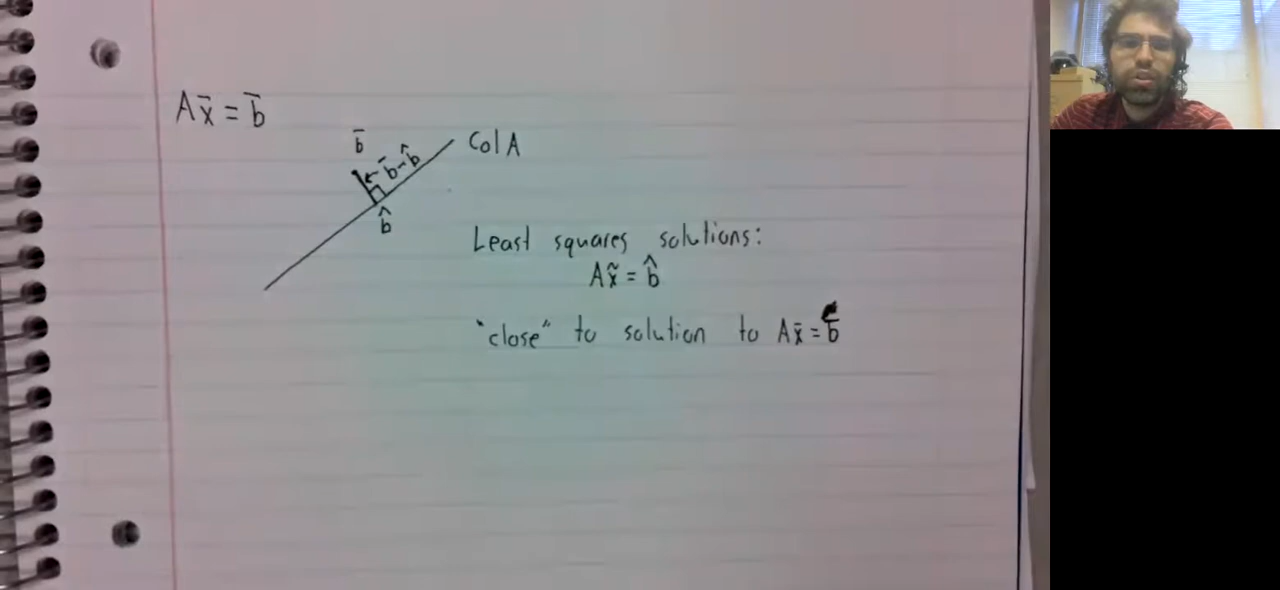 Ax̄ = b̄
b̄
b̄-b̂
Col A
b̂
Least squares solutions:
Ax̃ = b̂
"close" to solution to Ax̄ = b̄